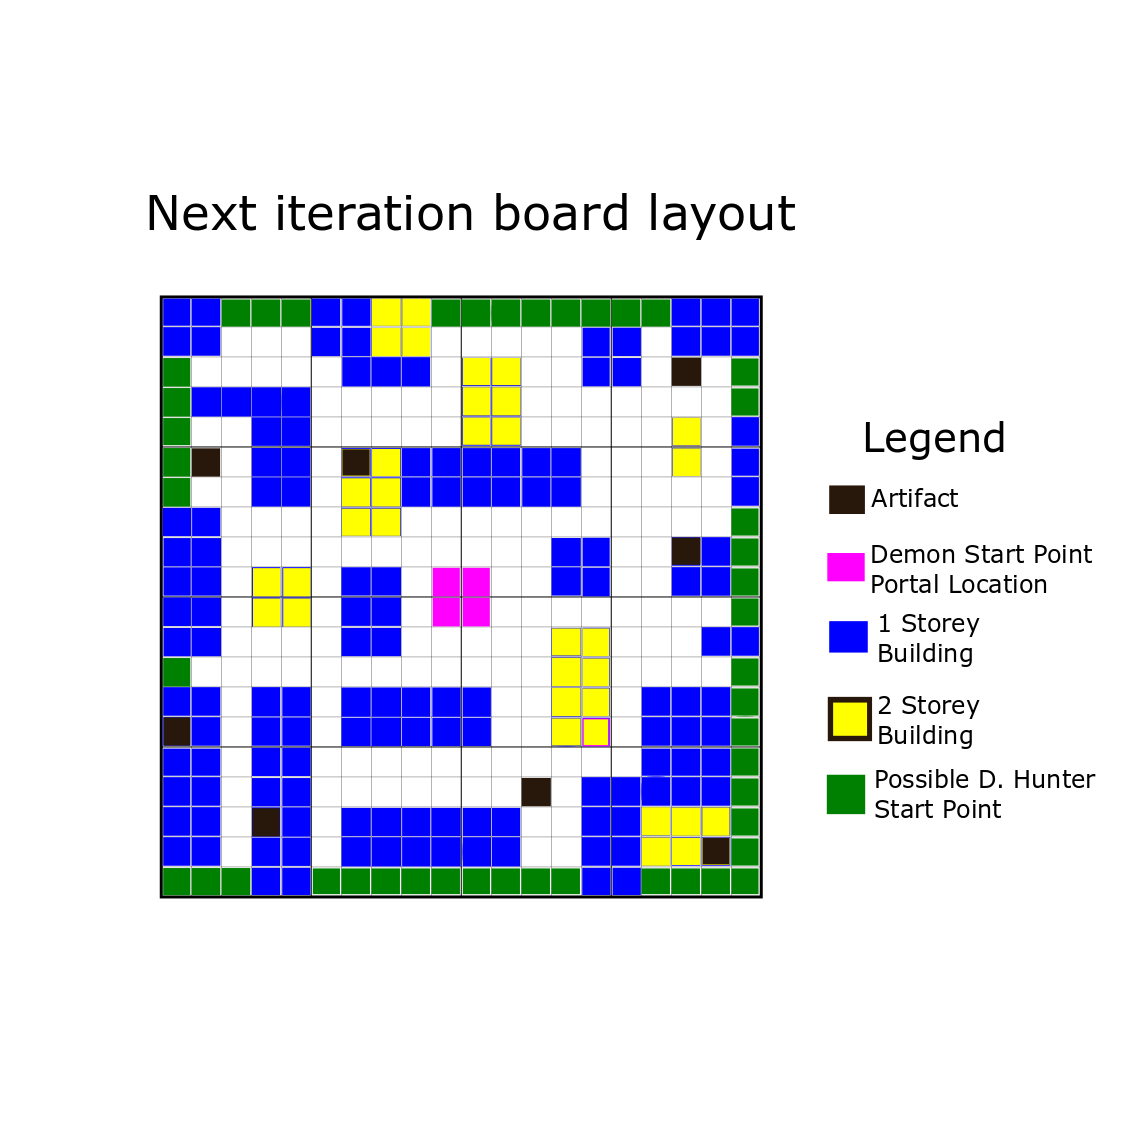 Next iteration board layout
Legend
Artifact
Demon Start Point
Portal Location
1 Storey
Building
2 Storey
Building
Possible D. Hunter
Start Point